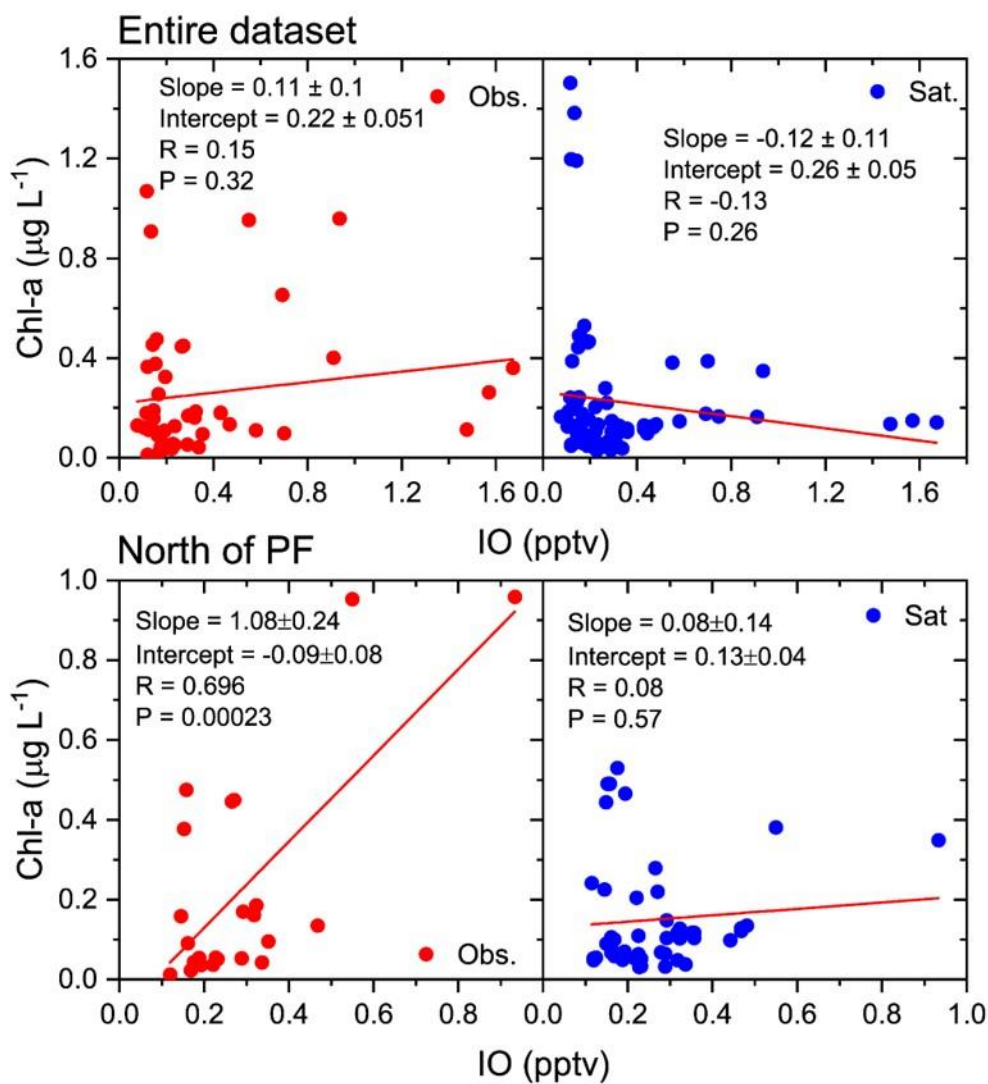 Entire dataset
Chl-a (μg L⁻¹)
1.6
1.2
0.8
0.4
0.0
Slope = 0.11 ± 0.1
Intercept = 0.22 ± 0.051
R = 0.15
P = 0.32
Obs.
Slope = -0.12 ± 0.11
Intercept = 0.26 ± 0.05
R = -0.13
P = 0.26
Sat.
0.0 0.4 0.8 1.2 1.6 0.0 0.4 0.8 1.2 1.6
IO (pptv)
North of PF
Chl-a (μg L⁻¹)
1.0
0.8
0.6
0.4
0.2
0.0
Slope = 1.08±0.24
Intercept = -0.09±0.08
R = 0.696
P = 0.00023
Obs.
Slope = 0.08±0.14
Intercept = 0.13±0.04
R = 0.08
P = 0.57
Sat
0.0 0.2 0.4 0.6 0.8 0.0 0.2 0.4 0.6 0.8 1.0
IO (pptv)